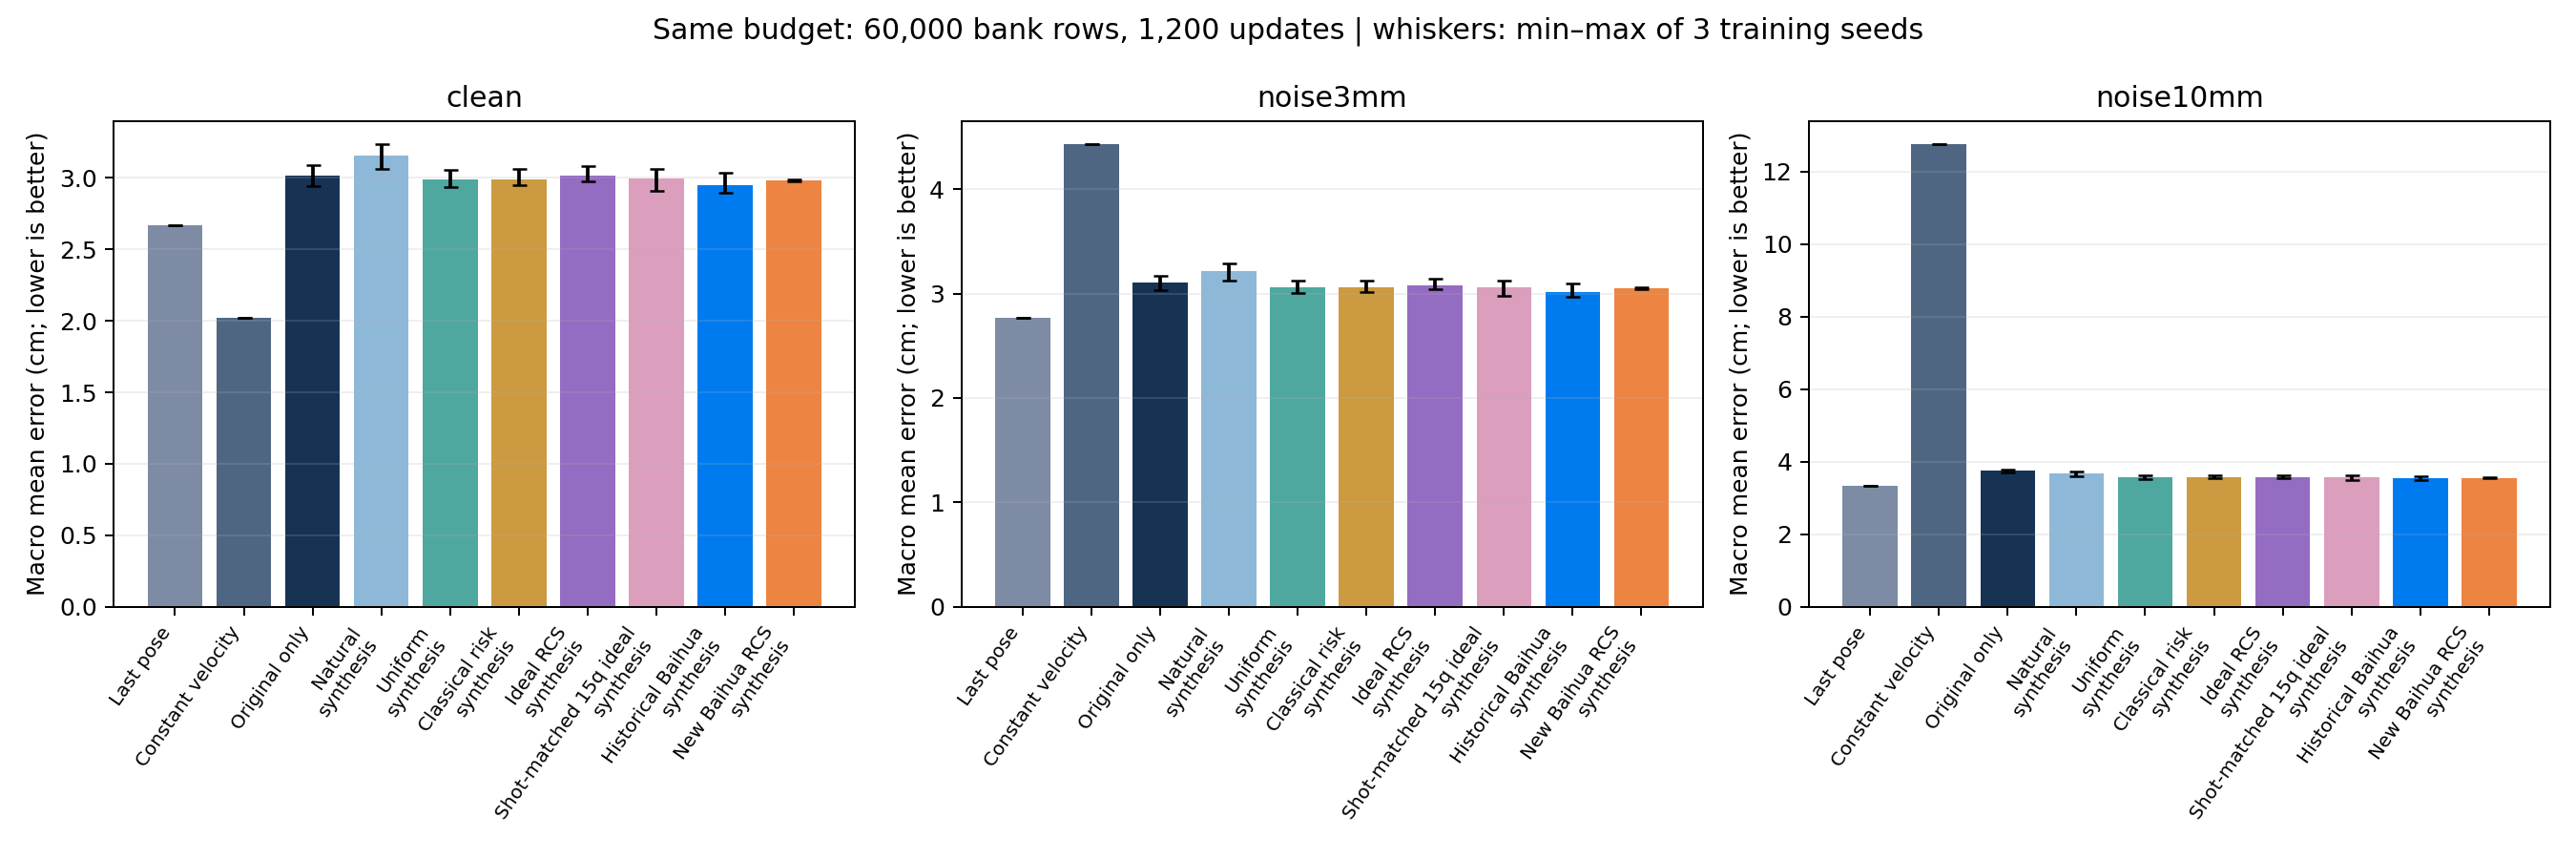 Same budget: 60,000 bank rows, 1,200 updates | whiskers: min–max of 3 training seeds
clean
Macro mean error (cm; lower is better)
3.0
2.5
2.0
1.5
1.0
0.5
0.0
Last pose
Constant velocity
Original only
Natural
synthesis
Uniform
synthesis
Classical risk
synthesis
Ideal RCS
synthesis
Shot-matched 15q ideal
synthesis
Historical Baihua
synthesis
New Baihua RCS
synthesis
noise3mm
Macro mean error (cm; lower is better)
4
3
2
1
0
Last pose
Constant velocity
Original only
Natural
synthesis
Uniform
synthesis
Classical risk
synthesis
Ideal RCS
synthesis
Shot-matched 15q ideal
synthesis
Historical Baihua
synthesis
New Baihua RCS
synthesis
noise10mm
Macro mean error (cm; lower is better)
12
10
8
6
4
2
0
Last pose
Constant velocity
Original only
Natural
synthesis
Uniform
synthesis
Classical risk
synthesis
Ideal RCS
synthesis
Shot-matched 15q ideal
synthesis
Historical Baihua
synthesis
New Baihua RCS
synthesis